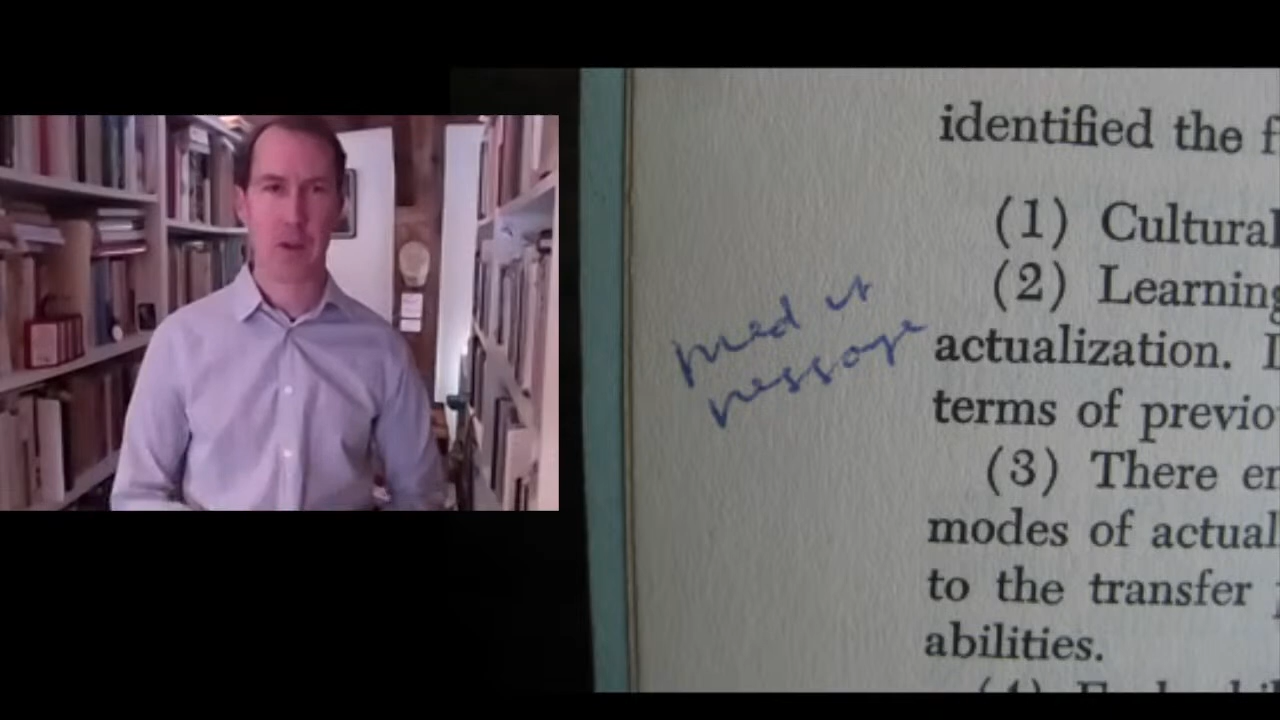 identified the f
(1) Cultural
(2) Learning
med is
message
actualization. I
terms of previo
(3) There en
modes of actual
to the transfer
abilities.